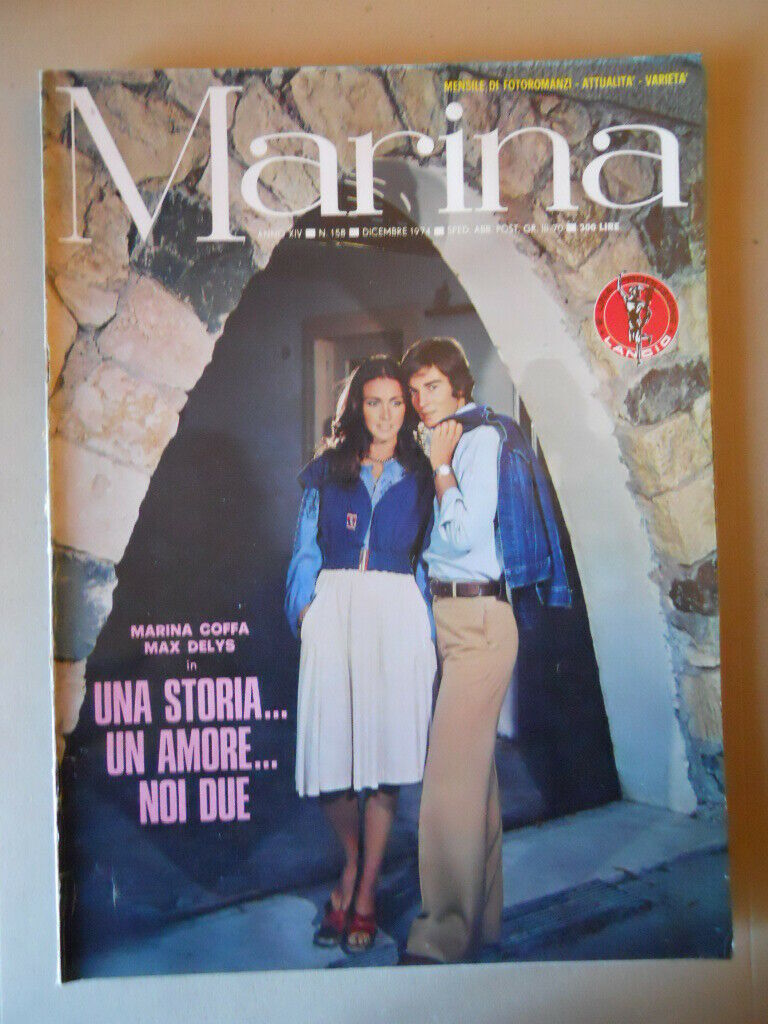 MENSILE DI FOTOROMANZI - ATTUALITA' - VARIETA'
Marina
ANNO XIV ■ N. 158 ■ DICEMBRE 1974 ■ SPED. ABB. POST. GR. III-70 ■ 300 LIRE
LANCIO
MARINA COFFA
MAX DELYS
in
UNA STORIA...
UN AMORE...
NOI DUE